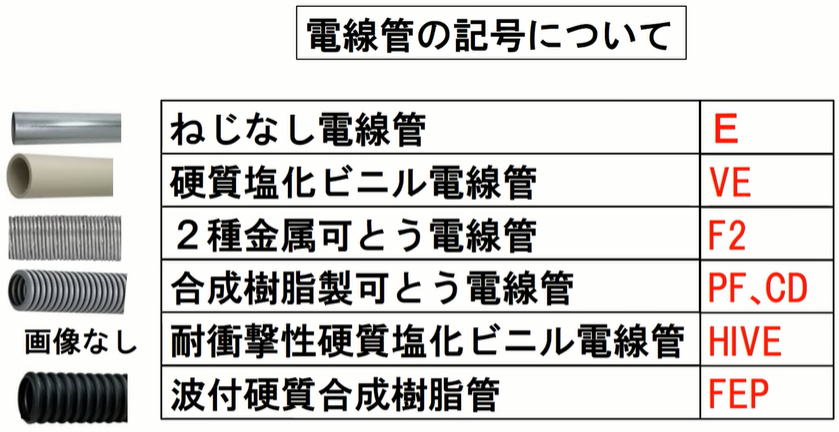 電線管の記号について
ねじなし電線管 E
硬質塩化ビニル電線管 VE
２種金属可とう電線管 F2
合成樹脂製可とう電線管 PF、CD
画像なし 耐衝撃性硬質塩化ビニル電線管 HIVE
波付硬質合成樹脂管 FEP